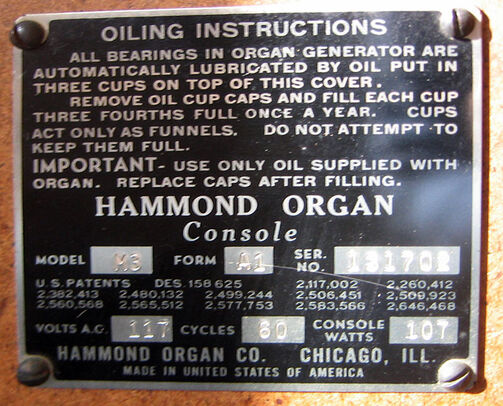 OILING INSTRUCTIONS
ALL BEARINGS IN ORGAN GENERATOR ARE
AUTOMATICALLY LUBRICATED BY OIL PUT IN
THREE CUPS ON TOP OF THIS COVER.
REMOVE OIL CUP CAPS AND FILL EACH CUP
THREE FOURTHS FULL ONCE A YEAR. CUPS
ACT ONLY AS FUNNELS. DO NOT ATTEMPT TO
KEEP THEM FULL.
IMPORTANT- USE ONLY OIL SUPPLIED WITH
ORGAN. REPLACE CAPS AFTER FILLING.
HAMMOND ORGAN
Console
MODEL M3 FORM A1 SER. NO. 131702
U.S. PATENTS DES. 158 625 2,117,002 2,260,412
2,382,413 2,480,132 2,499,244 2,506,451 2,509,923
2,560,568 2,565,512 2,577,753 2,583,566 2,646,468
VOLTS A.C. 117 CYCLES 60 CONSOLE WATTS 107
HAMMOND ORGAN CO. CHICAGO, ILL.
MADE IN UNITED STATES OF AMERICA